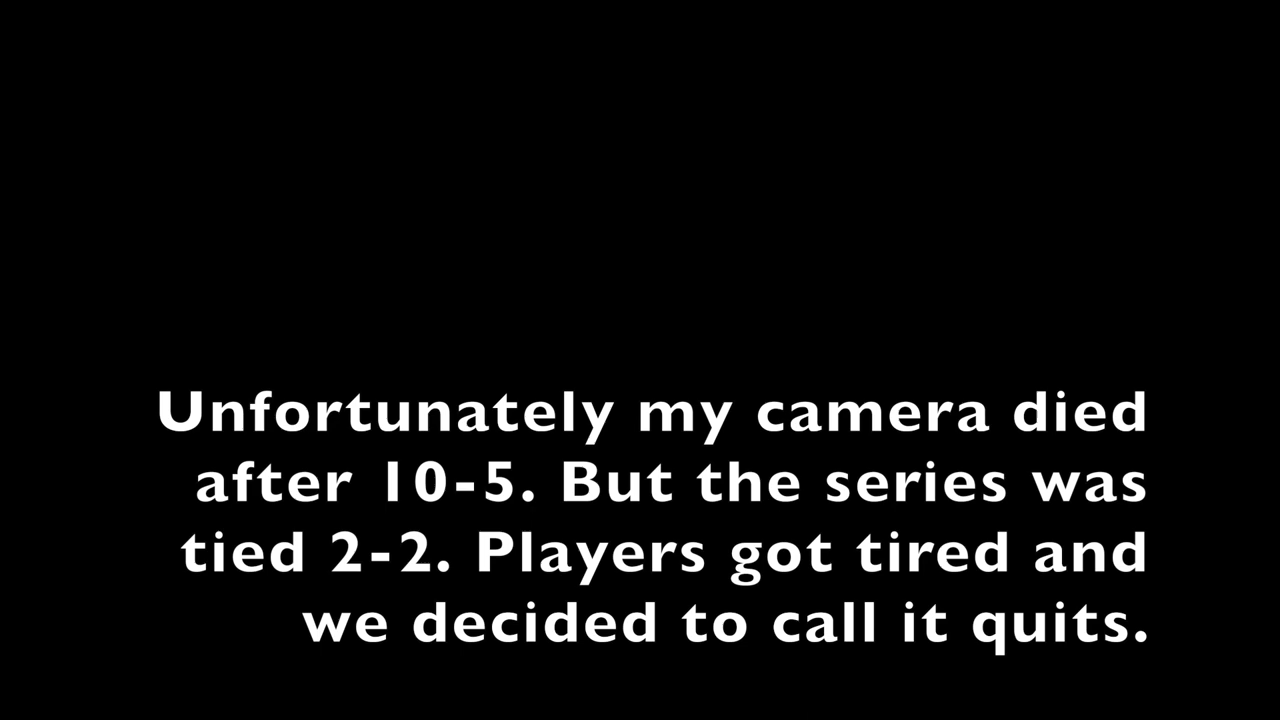 Unfortunately my camera died
after 10-5. But the series was
tied 2-2. Players got tired and
we decided to call it quits.